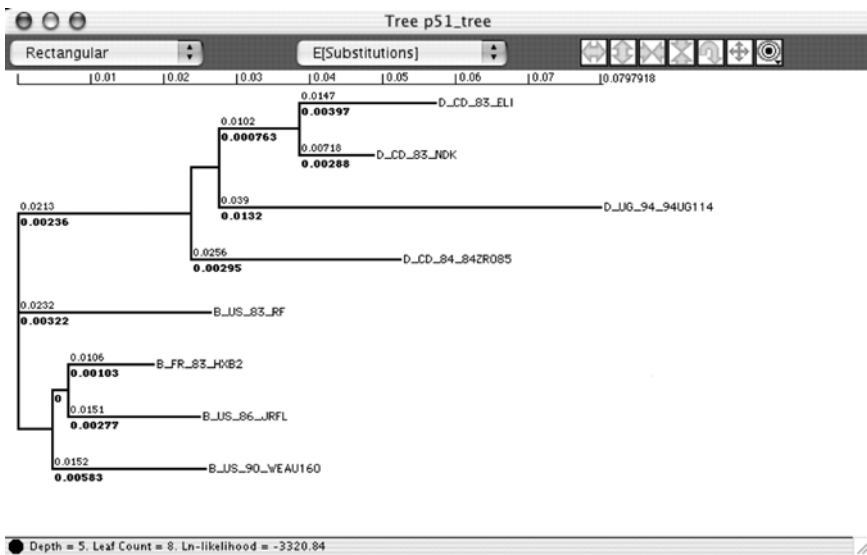 Tree p51_tree
Rectangular E[Substitutions]
0.01 0.02 0.03 0.04 0.05 0.06 0.07 0.0797918
0.0147
D_CD_83_ELI
0.00397
0.0102
0.000763
0.00718
D_CD_83_NDK
0.00288
0.039
D_UG_94_94UG114
0.0132
0.0213
0.00236
0.0256
D_CD_84_84ZR085
0.00295
0.0232
B_US_83_RF
0.00322
0.0106
B_FR_83_HXB2
0.00103
0
0.0151
B_US_86_JRFL
0.00277
0.0152
B_US_90_WEAU160
0.00583
Depth = 5. Leaf Count = 8. Ln-likelihood = -3320.84